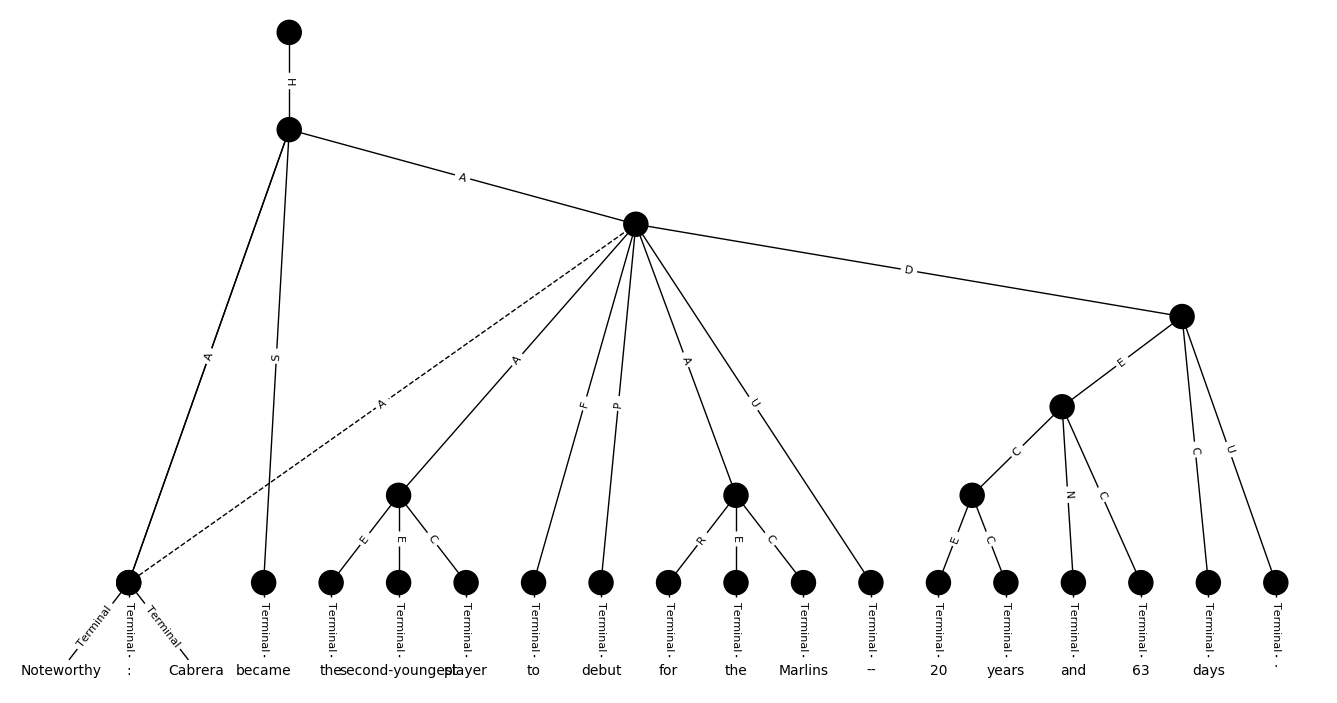 H
A
A
S
A
A
F
P
A
U
D
E
C
N
C
C
U
E
E
C
R
E
C
E
C
Terminal Terminal Terminal Terminal Terminal Terminal Terminal Terminal Terminal Terminal Terminal Terminal Terminal Terminal Terminal Terminal Terminal Terminal Terminal
Noteworthy : Cabrera became the second-youngest player to debut for the Marlins -- 20 years and 63 days .